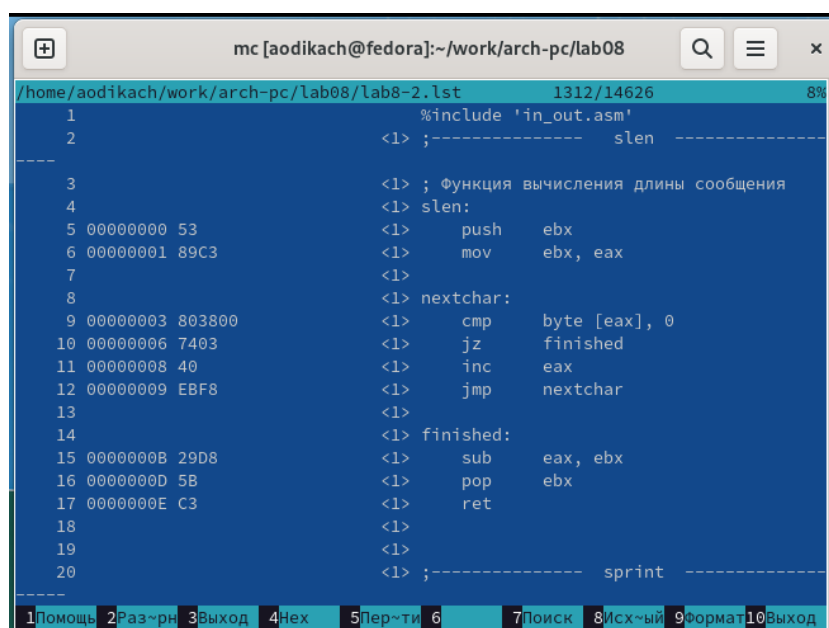 mc [aodikach@fedora]:~/work/arch-pc/lab08
/home/aodikach/work/arch-pc/lab08/lab8-2.lst 1312/14626 8%
1 %include 'in_out.asm'
2 <1> ;--------------- slen ---------------
----
3 <1> ; Функция вычисления длины сообщения
4 <1> slen:
5 00000000 53 <1> push ebx
6 00000001 89C3 <1> mov ebx, eax
7 <1>
8 <1> nextchar:
9 00000003 803800 <1> cmp byte [eax], 0
10 00000006 7403 <1> jz finished
11 00000008 40 <1> inc eax
12 00000009 EBF8 <1> jmp nextchar
13 <1>
14 <1> finished:
15 0000000B 29D8 <1> sub eax, ebx
16 0000000D 5B <1> pop ebx
17 0000000E C3 <1> ret
18 <1>
19 <1>
20 <1> ;--------------- sprint --------------
-----
1Помощь 2Раз~рн 3Выход 4Hex 5Пер~ти 6 7Поиск 8Исх~ый 9Формат 10Выход